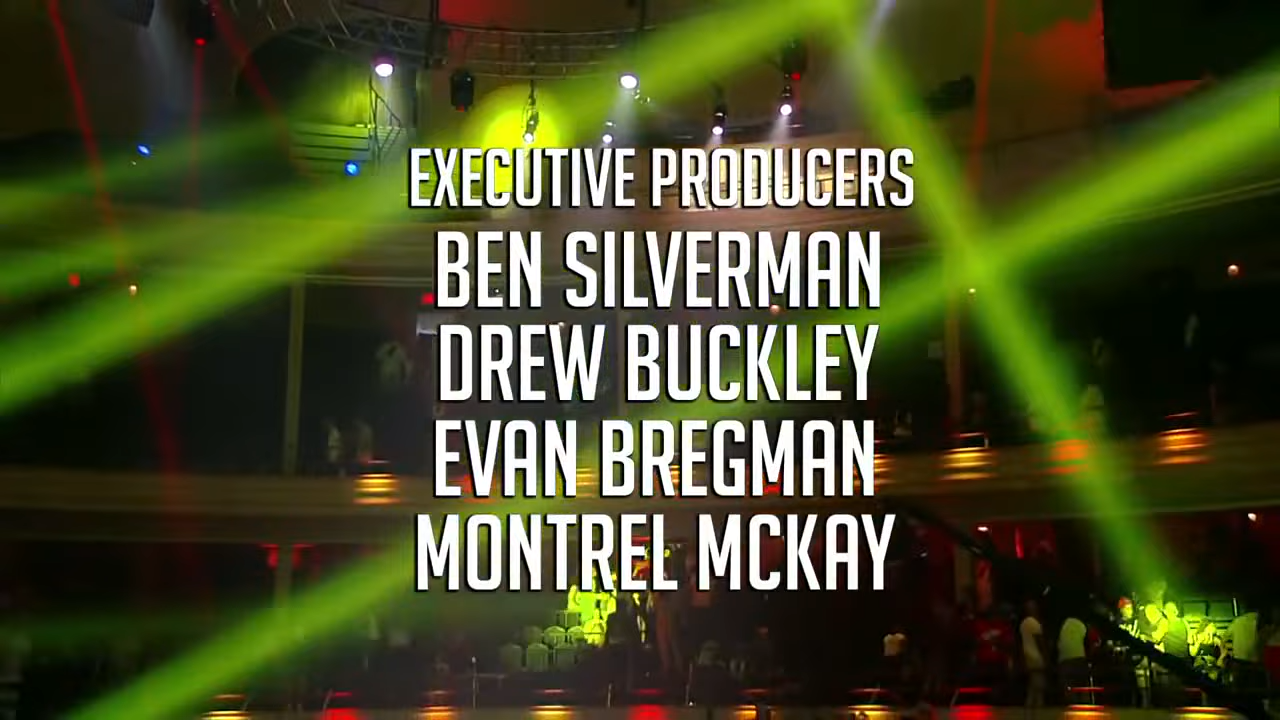 EXECUTIVE PRODUCERS
BEN SILVERMAN
DREW BUCKLEY
EVAN BREGMAN
MONTREL MCKAY